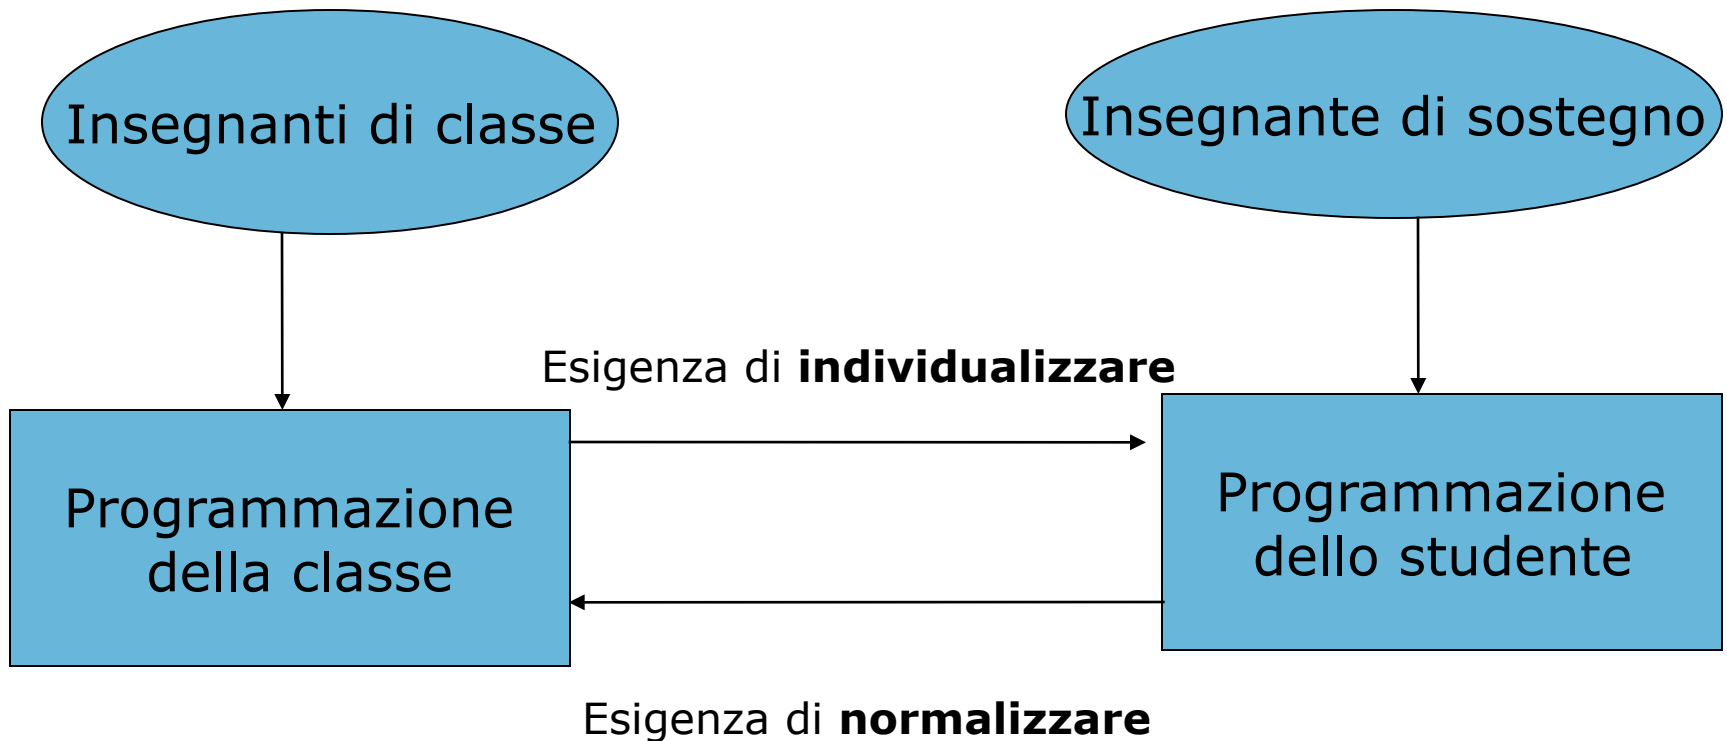 Insegnanti di classe
Insegnante di sostegno
Esigenza di individualizzare
Programmazione
della classe
Programmazione
dello studente
Esigenza di normalizzare